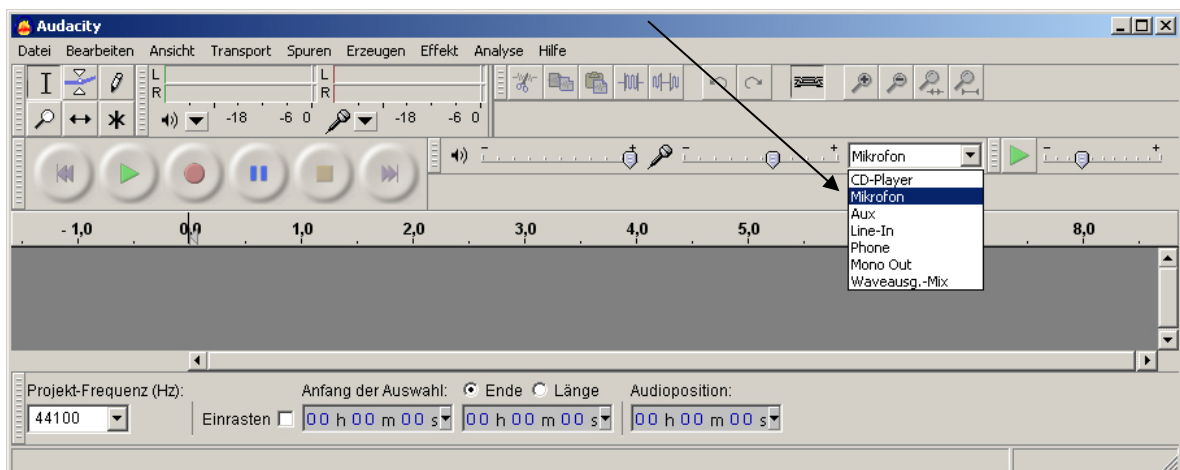 Audacity
Datei Bearbeiten Ansicht Transport Spuren Erzeugen Effekt Analyse Hilfe
L
R
L
R
-18 -6 0 -18 -6 0
- + - + Mikrofon - +
CD-Player
Mikrofon
Aux
Line-In
Phone
Mono Out
Waveausg.-Mix
- 1,0 0,0 1,0 2,0 3,0 4,0 5,0 8,0
Projekt-Frequenz (Hz): Anfang der Auswahl: Ende Länge Audioposition:
44100 Einrasten 00 h 00 m 00 s 00 h 00 m 00 s 00 h 00 m 00 s